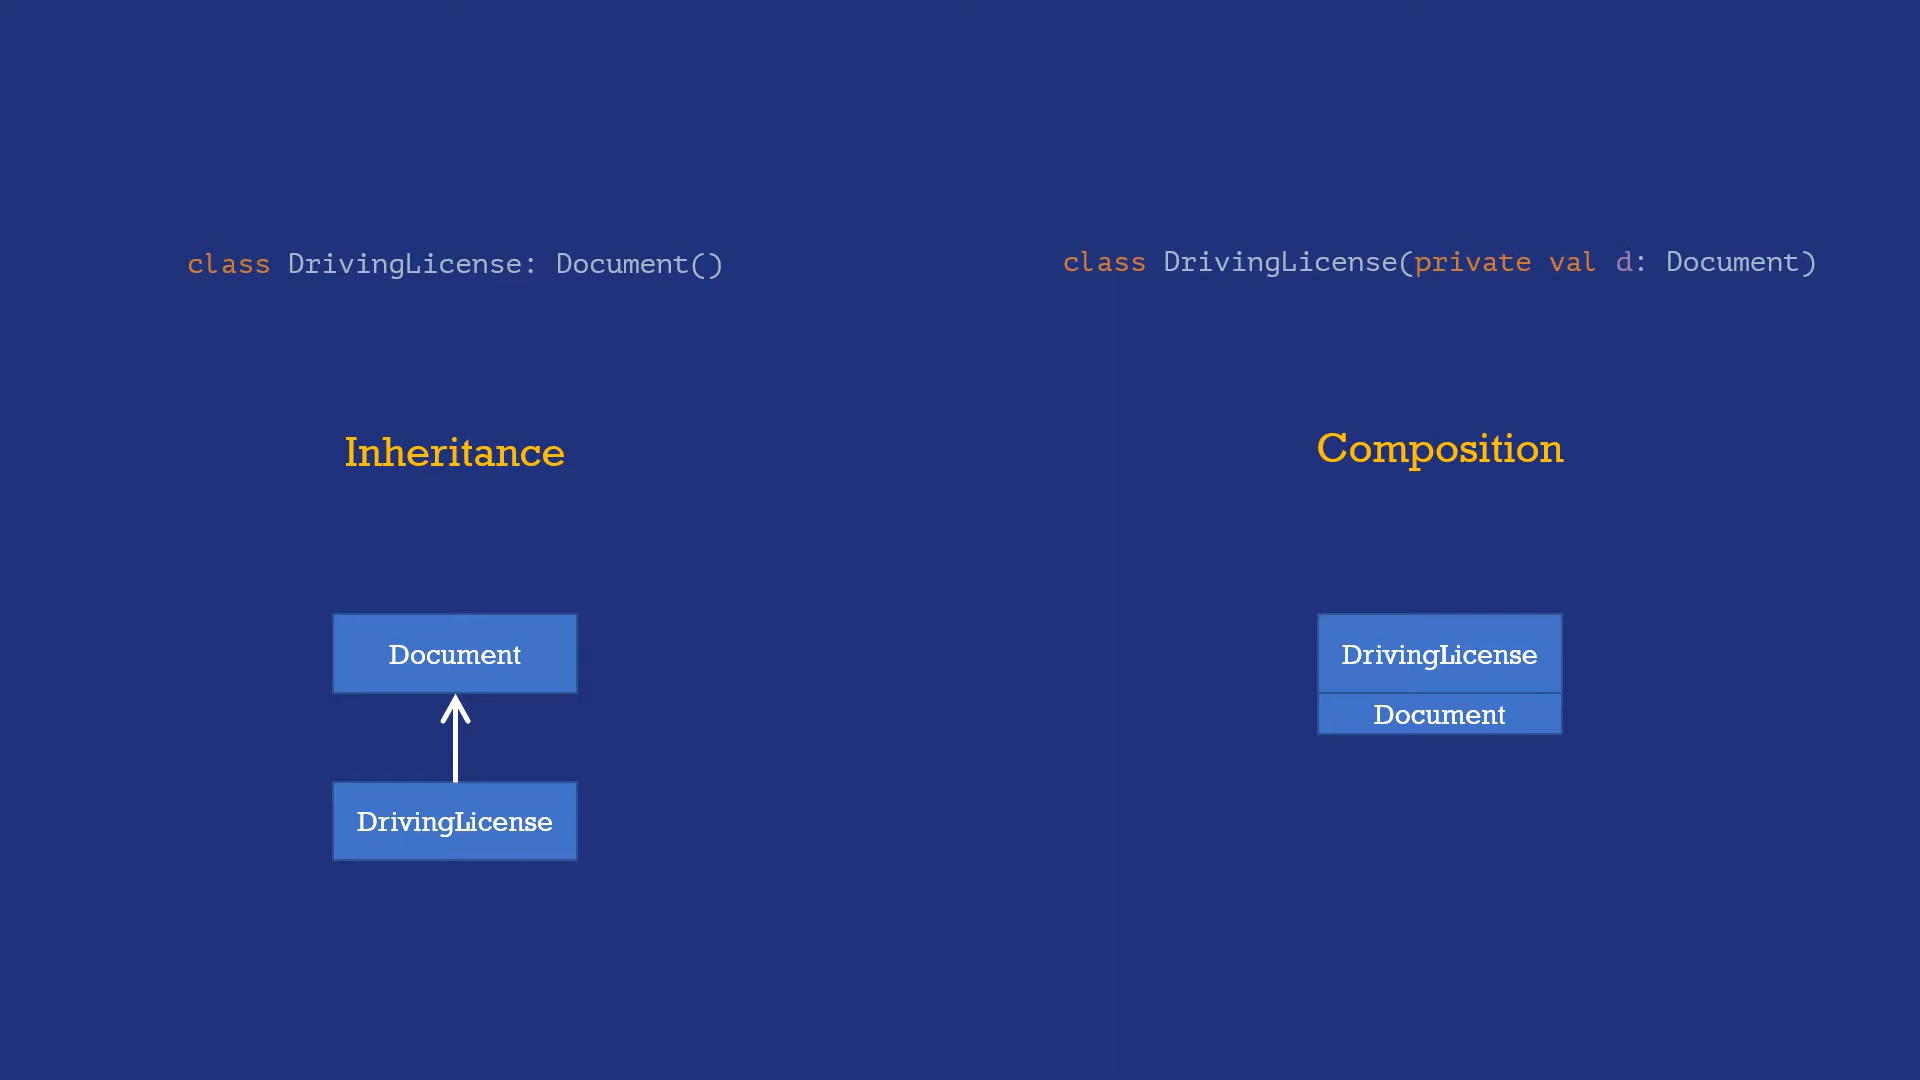 class DrivingLicense: Document()
class DrivingLicense(private val d: Document)
Inheritance
Composition
Document
DrivingLicense
DrivingLicense
Document